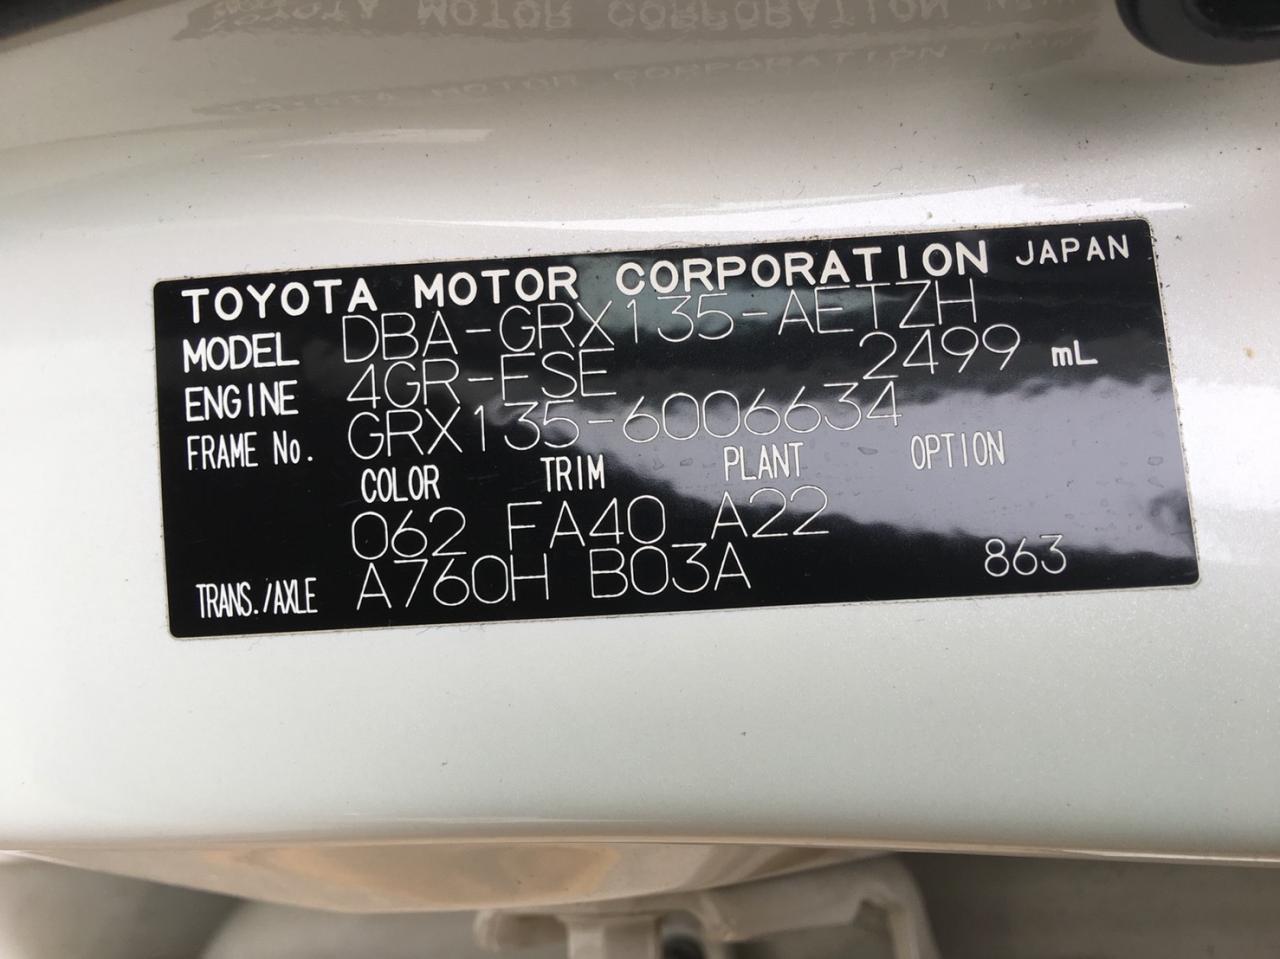 TOYOTA MOTOR CORPORATION JAPAN
MODEL DBA-GRX135-AETZH
ENGINE 4GR-FSE 2499 mL
FRAME No. GRX135-6006634
COLOR TRIM PLANT OPTION
062 FA40 A22
TRANS./AXLE A760H B03A 863